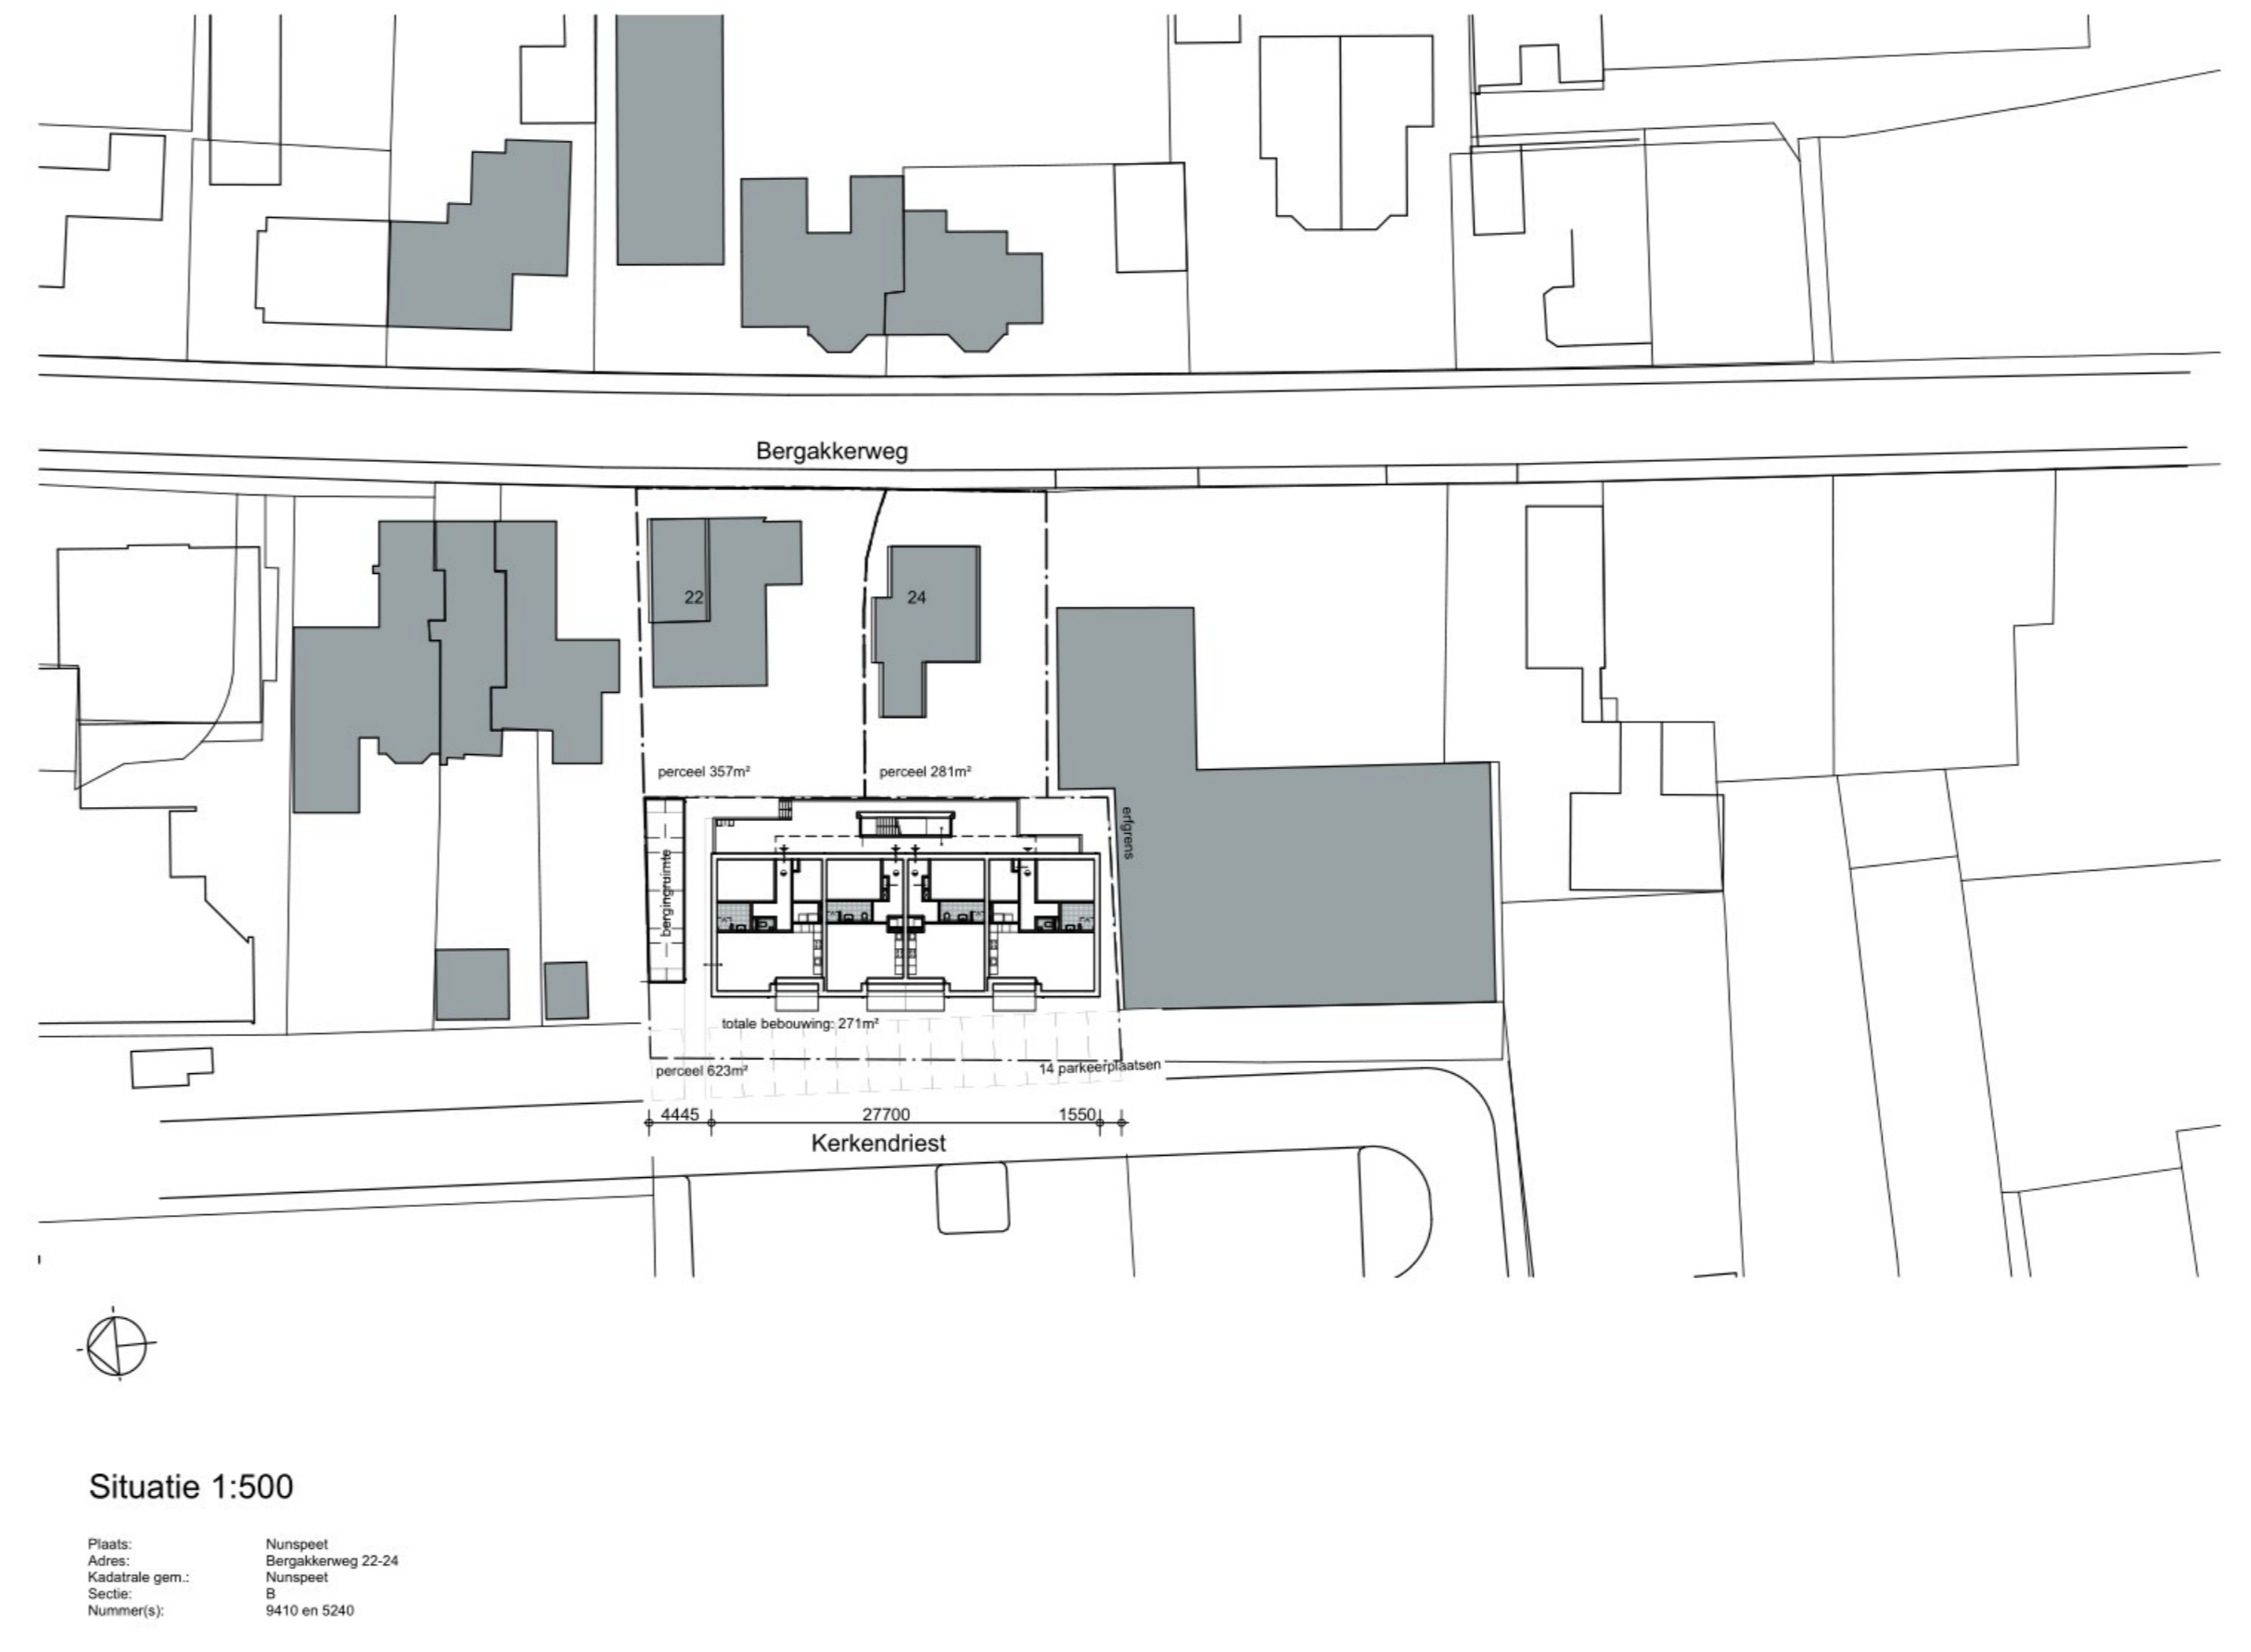 Bergakkerweg
22
24
perceel 357m²
perceel 281m²
erfgrens
bergingruimte
totale bebouwing: 271m²
perceel 623m²
14 parkeerplaatsen
4445
27700
1550
Kerkendriest
Situatie 1:500
Plaats: Nunspeet
Adres: Bergakkerweg 22-24
Kadatrale gem.: Nunspeet
Sectie: B
Nummer(s): 9410 en 5240